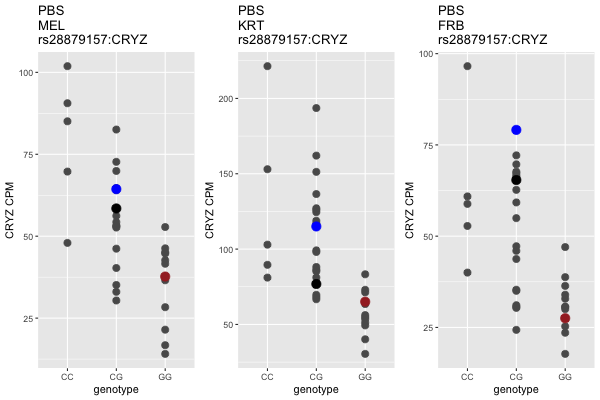 PBS
MEL
rs28879157:CRYZ
100
75
50
25
CRYZ CPM
CC
CG
GG
genotype
PBS
KRT
rs28879157:CRYZ
200
150
100
50
CRYZ CPM
CC
CG
GG
genotype
PBS
FRB
rs28879157:CRYZ
100
75
50
25
CRYZ CPM
CC
CG
GG
genotype